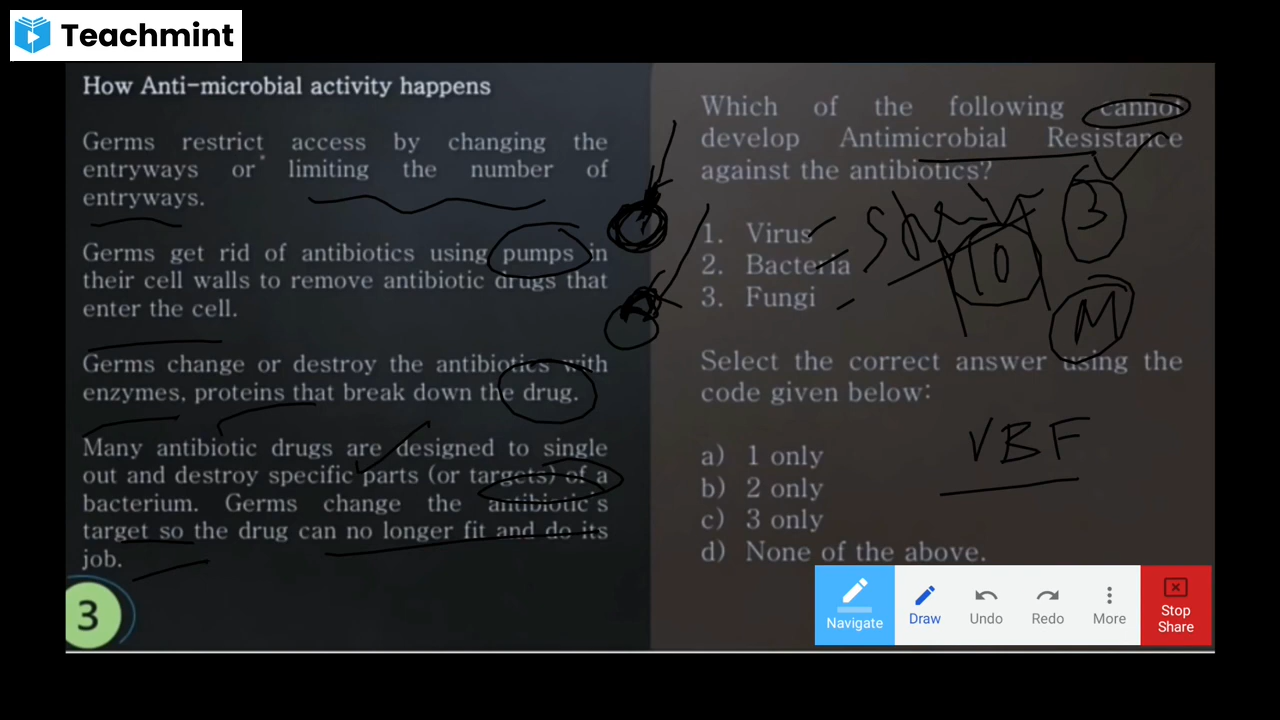 Teachmint
How Anti-microbial activity happens
Germs restrict access by changing the
entryways or limiting the number of
entryways.
Germs get rid of antibiotics using pumps in
their cell walls to remove antibiotic drugs that
enter the cell.
Germs change or destroy the antibiotics with
enzymes, proteins that break down the drug.
Many antibiotic drugs are designed to single
out and destroy specific parts (or targets) of a
bacterium. Germs change the antibiotic's
target so the drug can no longer fit and do its
job.
3
Which of the following cannot
develop Antimicrobial Resistance
against the antibiotics?
1. Virus
2. Bacteria
3. Fungi
3
10
M
Select the correct answer using the
code given below:
VBF
a) 1 only
b) 2 only
c) 3 only
d) None of the above.
Navigate
Draw
Undo
Redo
More
Stop
Share